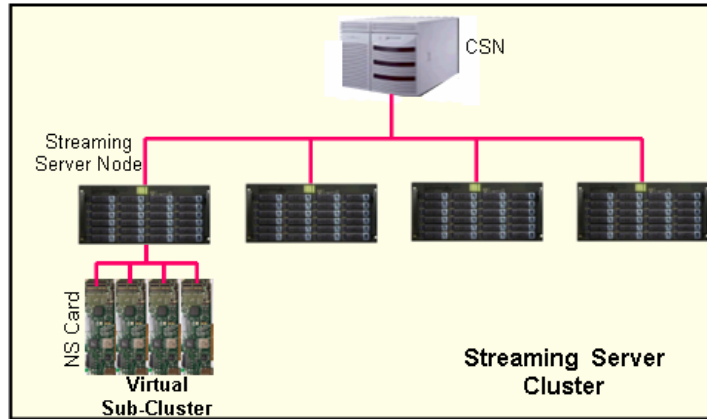 CSN
Streaming
Server Node
NS Card
Virtual
Sub-Cluster
Streaming Server
Cluster